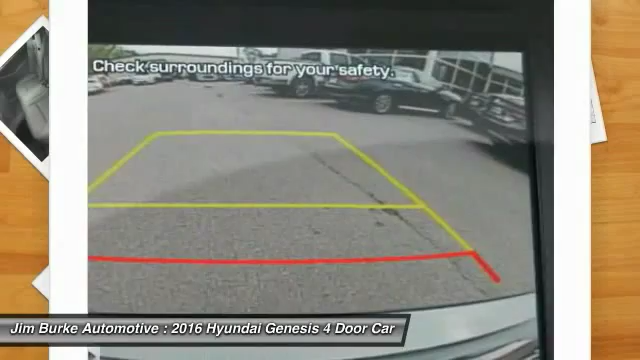 Check surroundings for your safety.
Jim Burke Automotive : 2016 Hyundai Genesis 4 Door Car